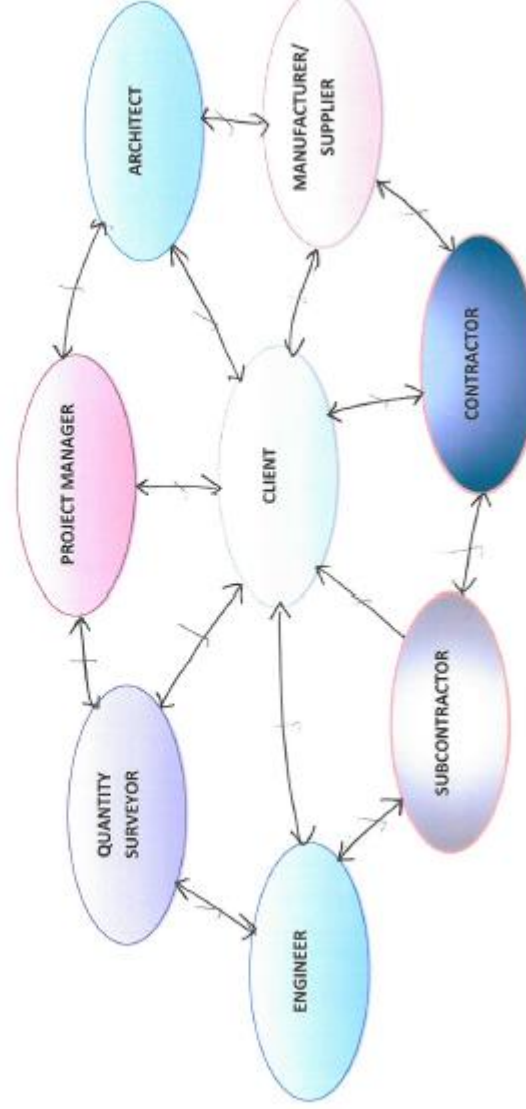 ARCHITECT
MANUFACTURER/
SUPPLIER
PROJECT MANAGER
CLIENT
CONTRACTOR
QUANTITY
SURVEYOR
SUBCONTRACTOR
ENGINEER